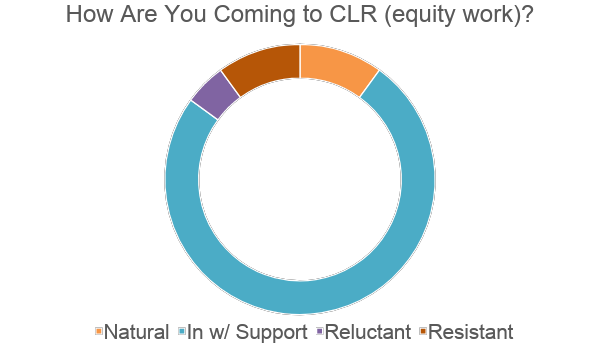 How Are You Coming to CLR (equity work)?
Natural In w/ Support Reluctant Resistant